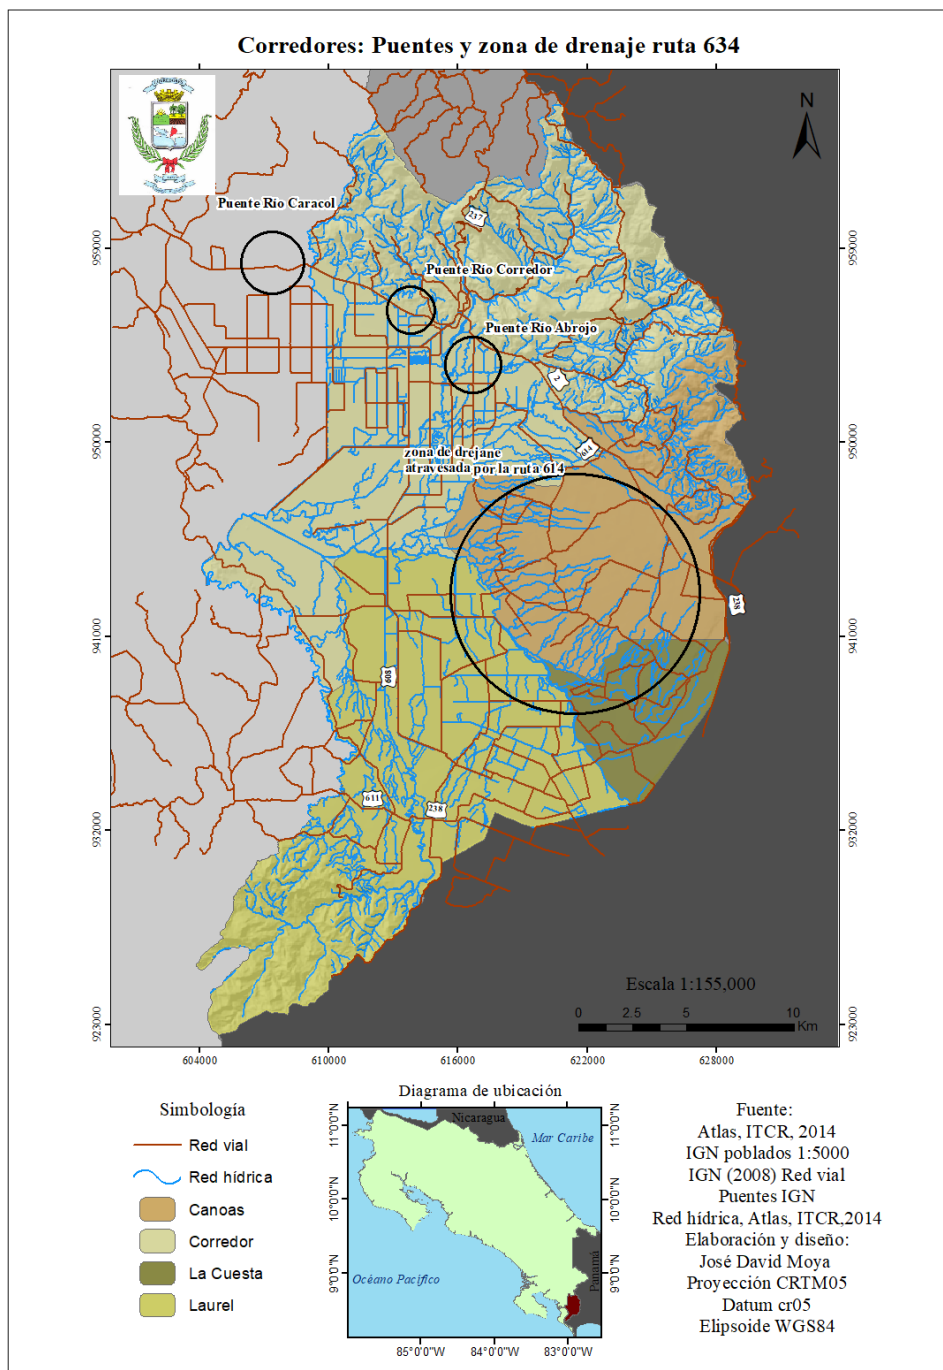 Corredores: Puentes y zona de drenaje ruta 634
N
Puente Río Caracol
237
Puente Río Corredor
Puente Río Abrojo
2
614
zona de drejane
atravesada por la ruta 614
238
608
611
238
Escala 1:155,000
0 2.5 5 10
Km
959000
950000
941000
932000
923000
959000
950000
941000
932000
923000
604000 610000 616000 622000 628000
Simbología
Red vial
Red hídrica
Canoas
Corredor
La Cuesta
Laurel
Diagrama de ubicación
Nicaragua
Mar Caribe
Océano Pacífico
Panamá
11°0'0"N
10°0'0"N
9°0'0"N
11°0'0"N
10°0'0"N
9°0'0"N
85°0'0"W 84°0'0"W 83°0'0"W
Fuente:
Atlas, ITCR, 2014
IGN poblados 1:5000
IGN (2008) Red vial
Puentes IGN
Red hídrica, Atlas, ITCR,2014
Elaboración y diseño:
José David Moya
Proyección CRTM05
Datum cr05
Elipsoide WGS84